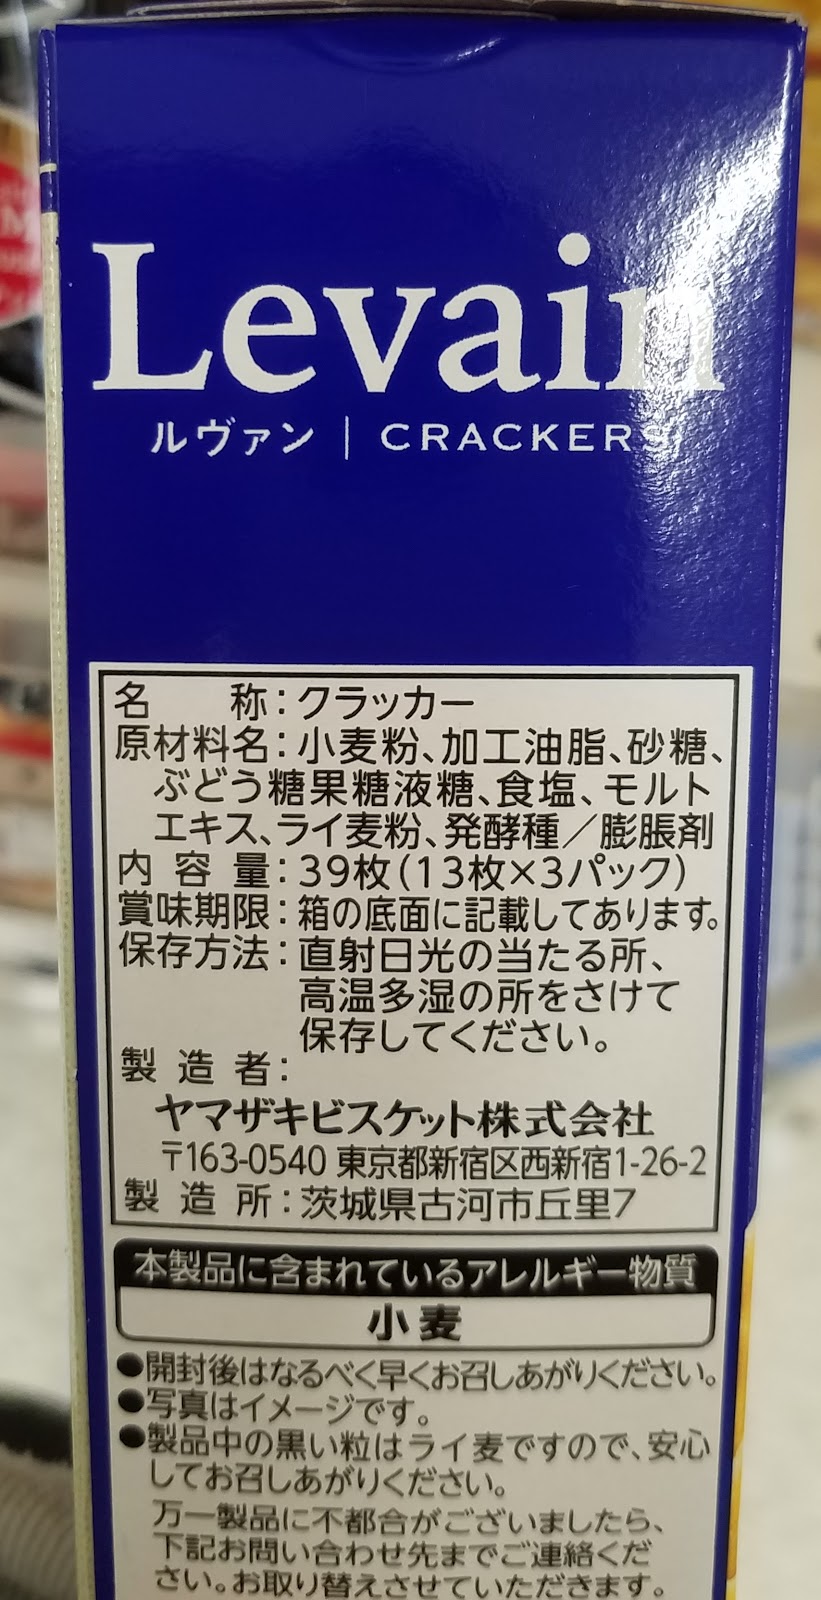 Levain
ルヴァン | CRACKERS
名　　称：クラッカー
原材料名：小麦粉、加工油脂、砂糖、
ぶどう糖果糖液糖、食塩、モルト
エキス、ライ麦粉、発酵種／膨脹剤
内容量：39枚（13枚×3パック）
賞味期限：箱の底面に記載してあります。
保存方法：直射日光の当たる所、
高温多湿の所をさけて
保存してください。
製造者：
ヤマザキビスケット株式会社
〒163-0540 東京都新宿区西新宿1-26-2
製造所：茨城県古河市丘里7
本製品に含まれているアレルギー物質
小麦
●開封後はなるべく早くお召しあがりください。
●写真はイメージです。
●製品中の黒い粒はライ麦ですので、安心
してお召しあがりください。
万一製品に不都合がございましたら、
下記お問い合わせ先までご連絡くだ
さい。お取り替えさせていただきます。